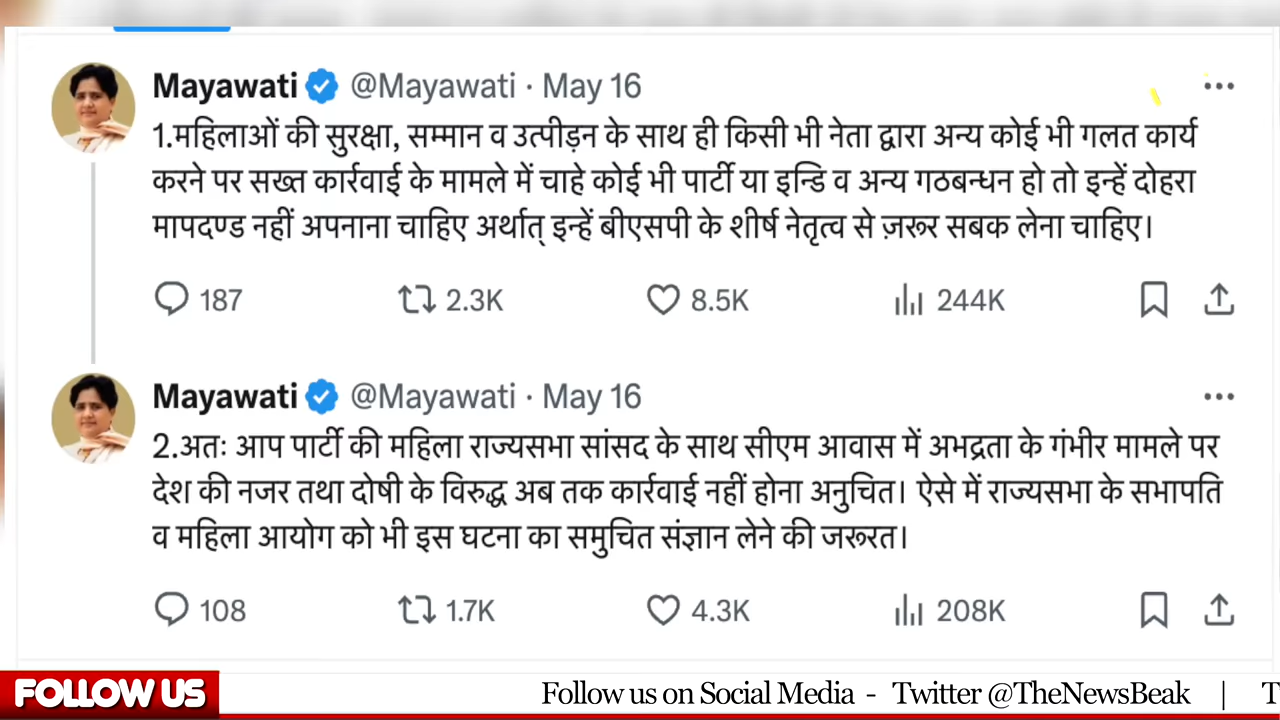 Mayawati @Mayawati · May 16
1.महिलाओं की सुरक्षा, सम्मान व उत्पीड़न के साथ ही किसी भी नेता द्वारा अन्य कोई भी गलत कार्य
करने पर सख्त कार्रवाई के मामले में चाहे कोई भी पार्टी या इन्डि व अन्य गठबन्धन हो तो इन्हें दोहरा
मापदण्ड नहीं अपनाना चाहिए अर्थात् इन्हें बीएसपी के शीर्ष नेतृत्व से ज़रूर सबक लेना चाहिए।
187 2.3K 8.5K 244K
Mayawati @Mayawati · May 16
2.अतः आप पार्टी की महिला राज्यसभा सांसद के साथ सीएम आवास में अभद्रता के गंभीर मामले पर
देश की नजर तथा दोषी के विरुद्ध अब तक कार्रवाई नहीं होना अनुचित। ऐसे में राज्यसभा के सभापति
व महिला आयोग को भी इस घटना का समुचित संज्ञान लेने की जरूरत।
108 1.7K 4.3K 208K
FOLLOW US Follow us on Social Media - Twitter @TheNewsBeak | T